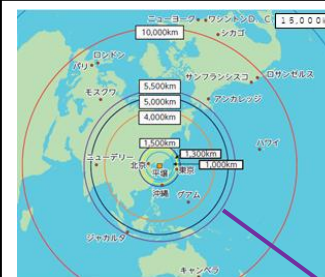 ニューヨーク ワシントンD.C
15,000km
シカゴ
10,000km
ロンドン
パリ
サンフランシスコ ロサンゼルス
モスクワ
5,500km
アンカレッジ
5,000km
4,000km
1,500km
ハワイ
1,300km
ニューデリー
北京
1,000km
東京
平壌
沖縄
グアム
ジャカルタ
キャンベラ